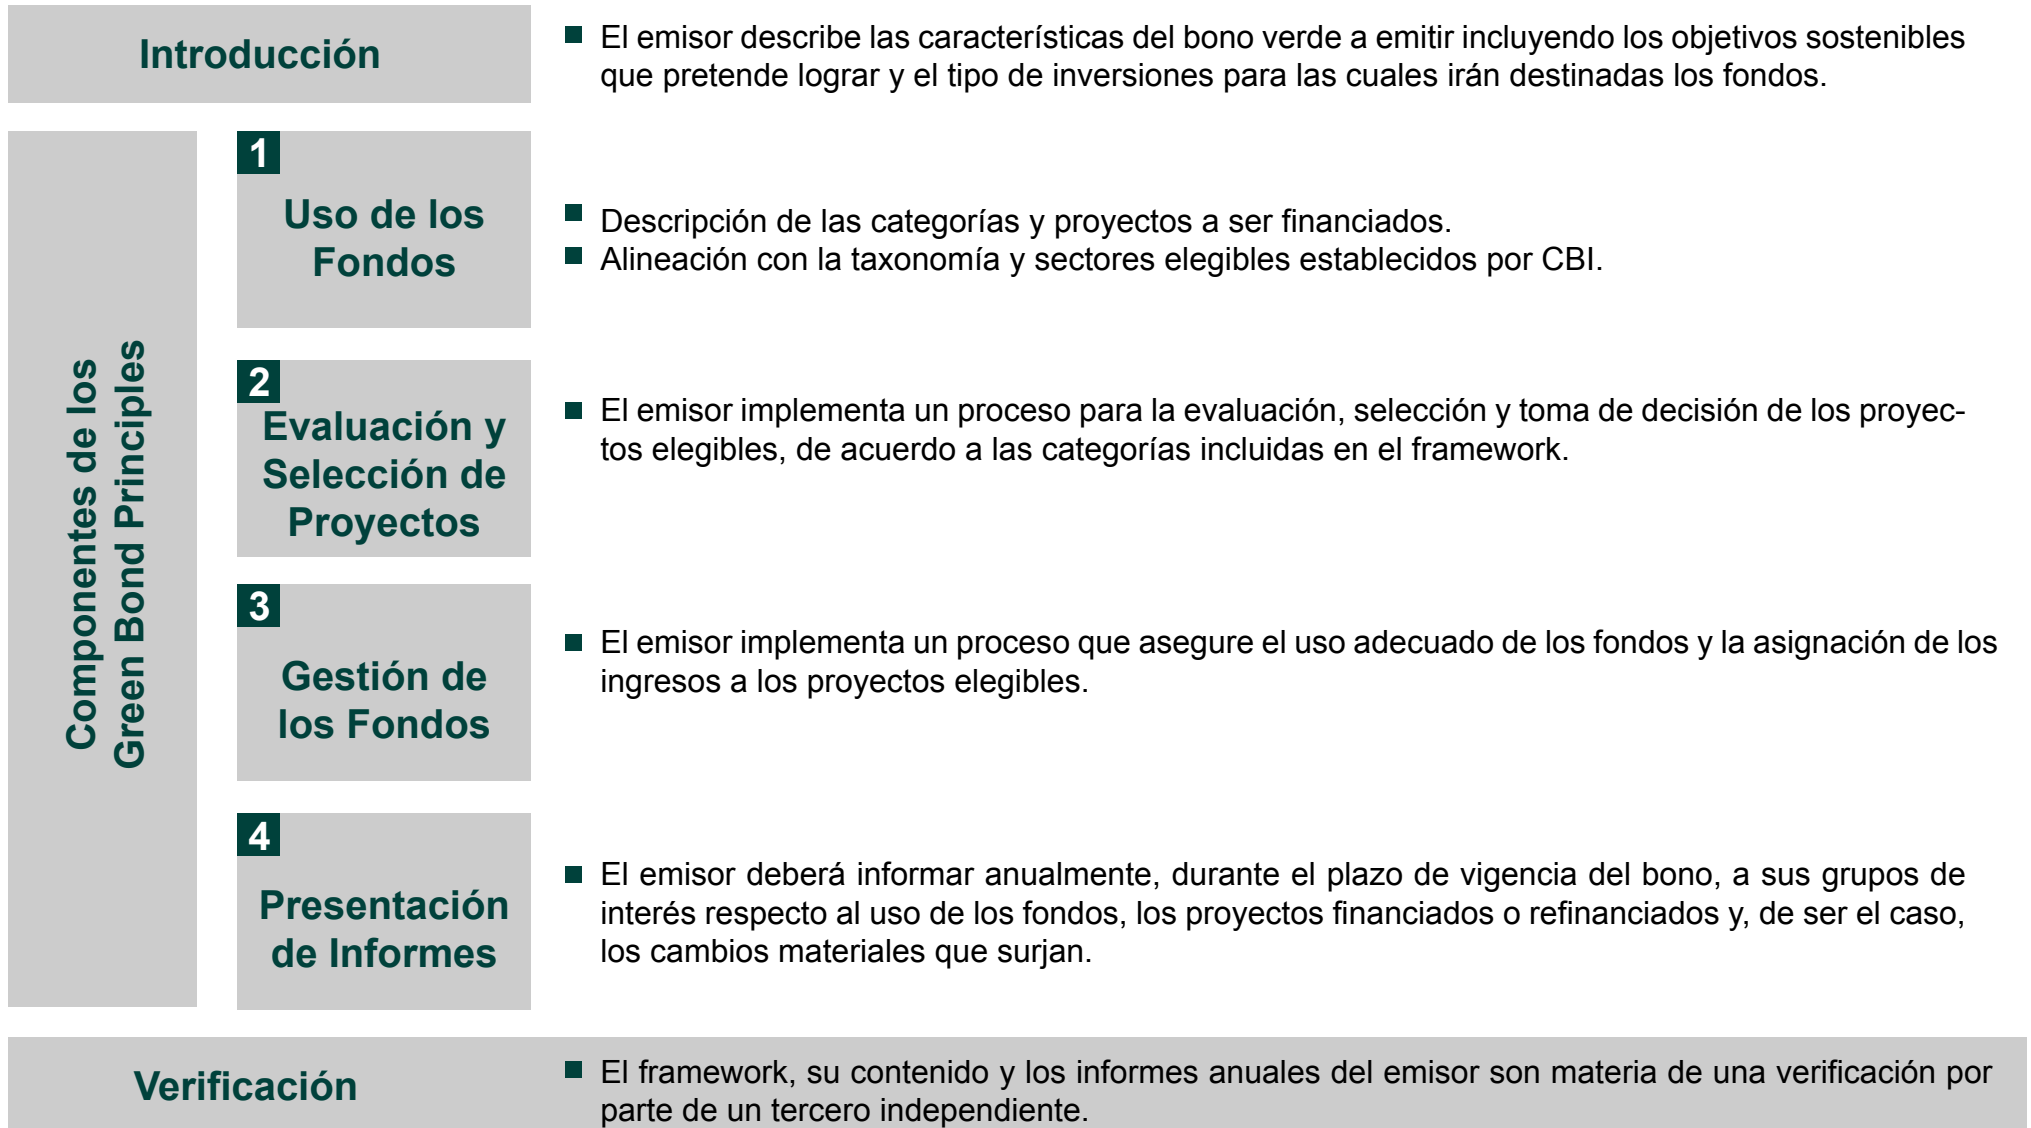 Introducción
El emisor describe las características del bono verde a emitir incluyendo los objetivos sostenibles
que pretende lograr y el tipo de inversiones para las cuales irán destinadas los fondos.
Componentes de los
Green Bond Principles
1
Uso de los
Fondos
Descripción de las categorías y proyectos a ser financiados.
Alineación con la taxonomía y sectores elegibles establecidos por CBI.
2
Evaluación y
Selección de
Proyectos
El emisor implementa un proceso para la evaluación, selección y toma de decisión de los proyec-
tos elegibles, de acuerdo a las categorías incluidas en el framework.
3
Gestión de
los Fondos
El emisor implementa un proceso que asegure el uso adecuado de los fondos y la asignación de los
ingresos a los proyectos elegibles.
4
Presentación
de Informes
El emisor deberá informar anualmente, durante el plazo de vigencia del bono, a sus grupos de
interés respecto al uso de los fondos, los proyectos financiados o refinanciados y, de ser el caso,
los cambios materiales que surjan.
Verificación
El framework, su contenido y los informes anuales del emisor son materia de una verificación por
parte de un tercero independiente.